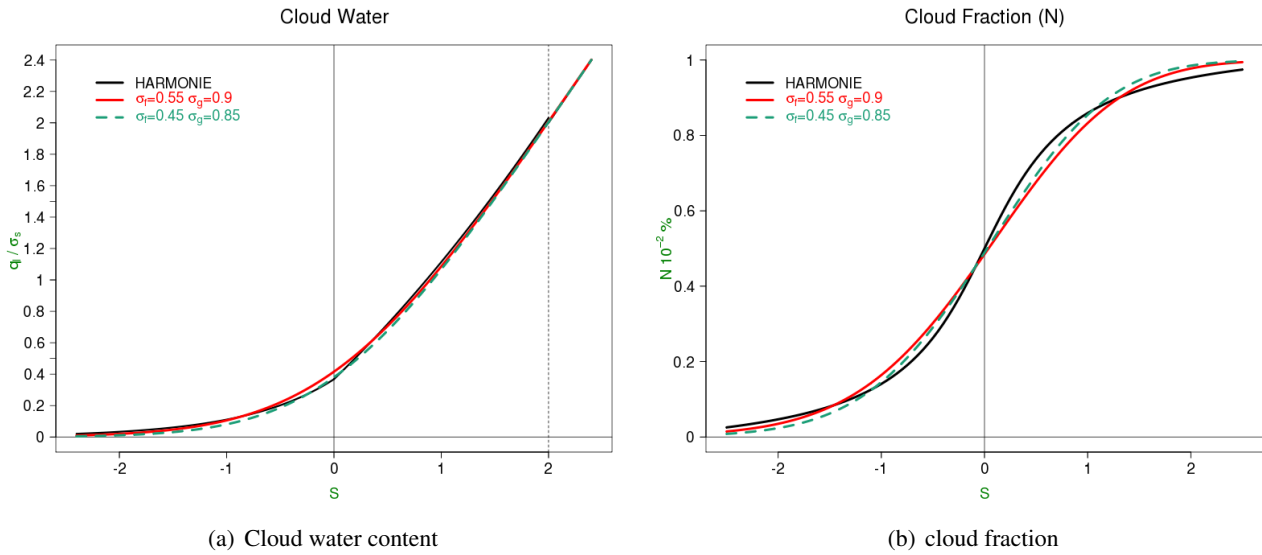 Cloud Water
HARMONIE
σf=0.55 σg=0.9
σf=0.45 σg=0.85
2.4
2.2
2
1.8
1.6
1.4
1.2
1
0.8
0.6
0.4
0.2
0
ql / σs
-2 -1 0 1 2
S
(a) Cloud water content
Cloud Fraction (N)
HARMONIE
σf=0.55 σg=0.9
σf=0.45 σg=0.85
1
0.8
0.6
0.4
0.2
0
N 10⁻² %
-2 -1 0 1 2
S
(b) cloud fraction